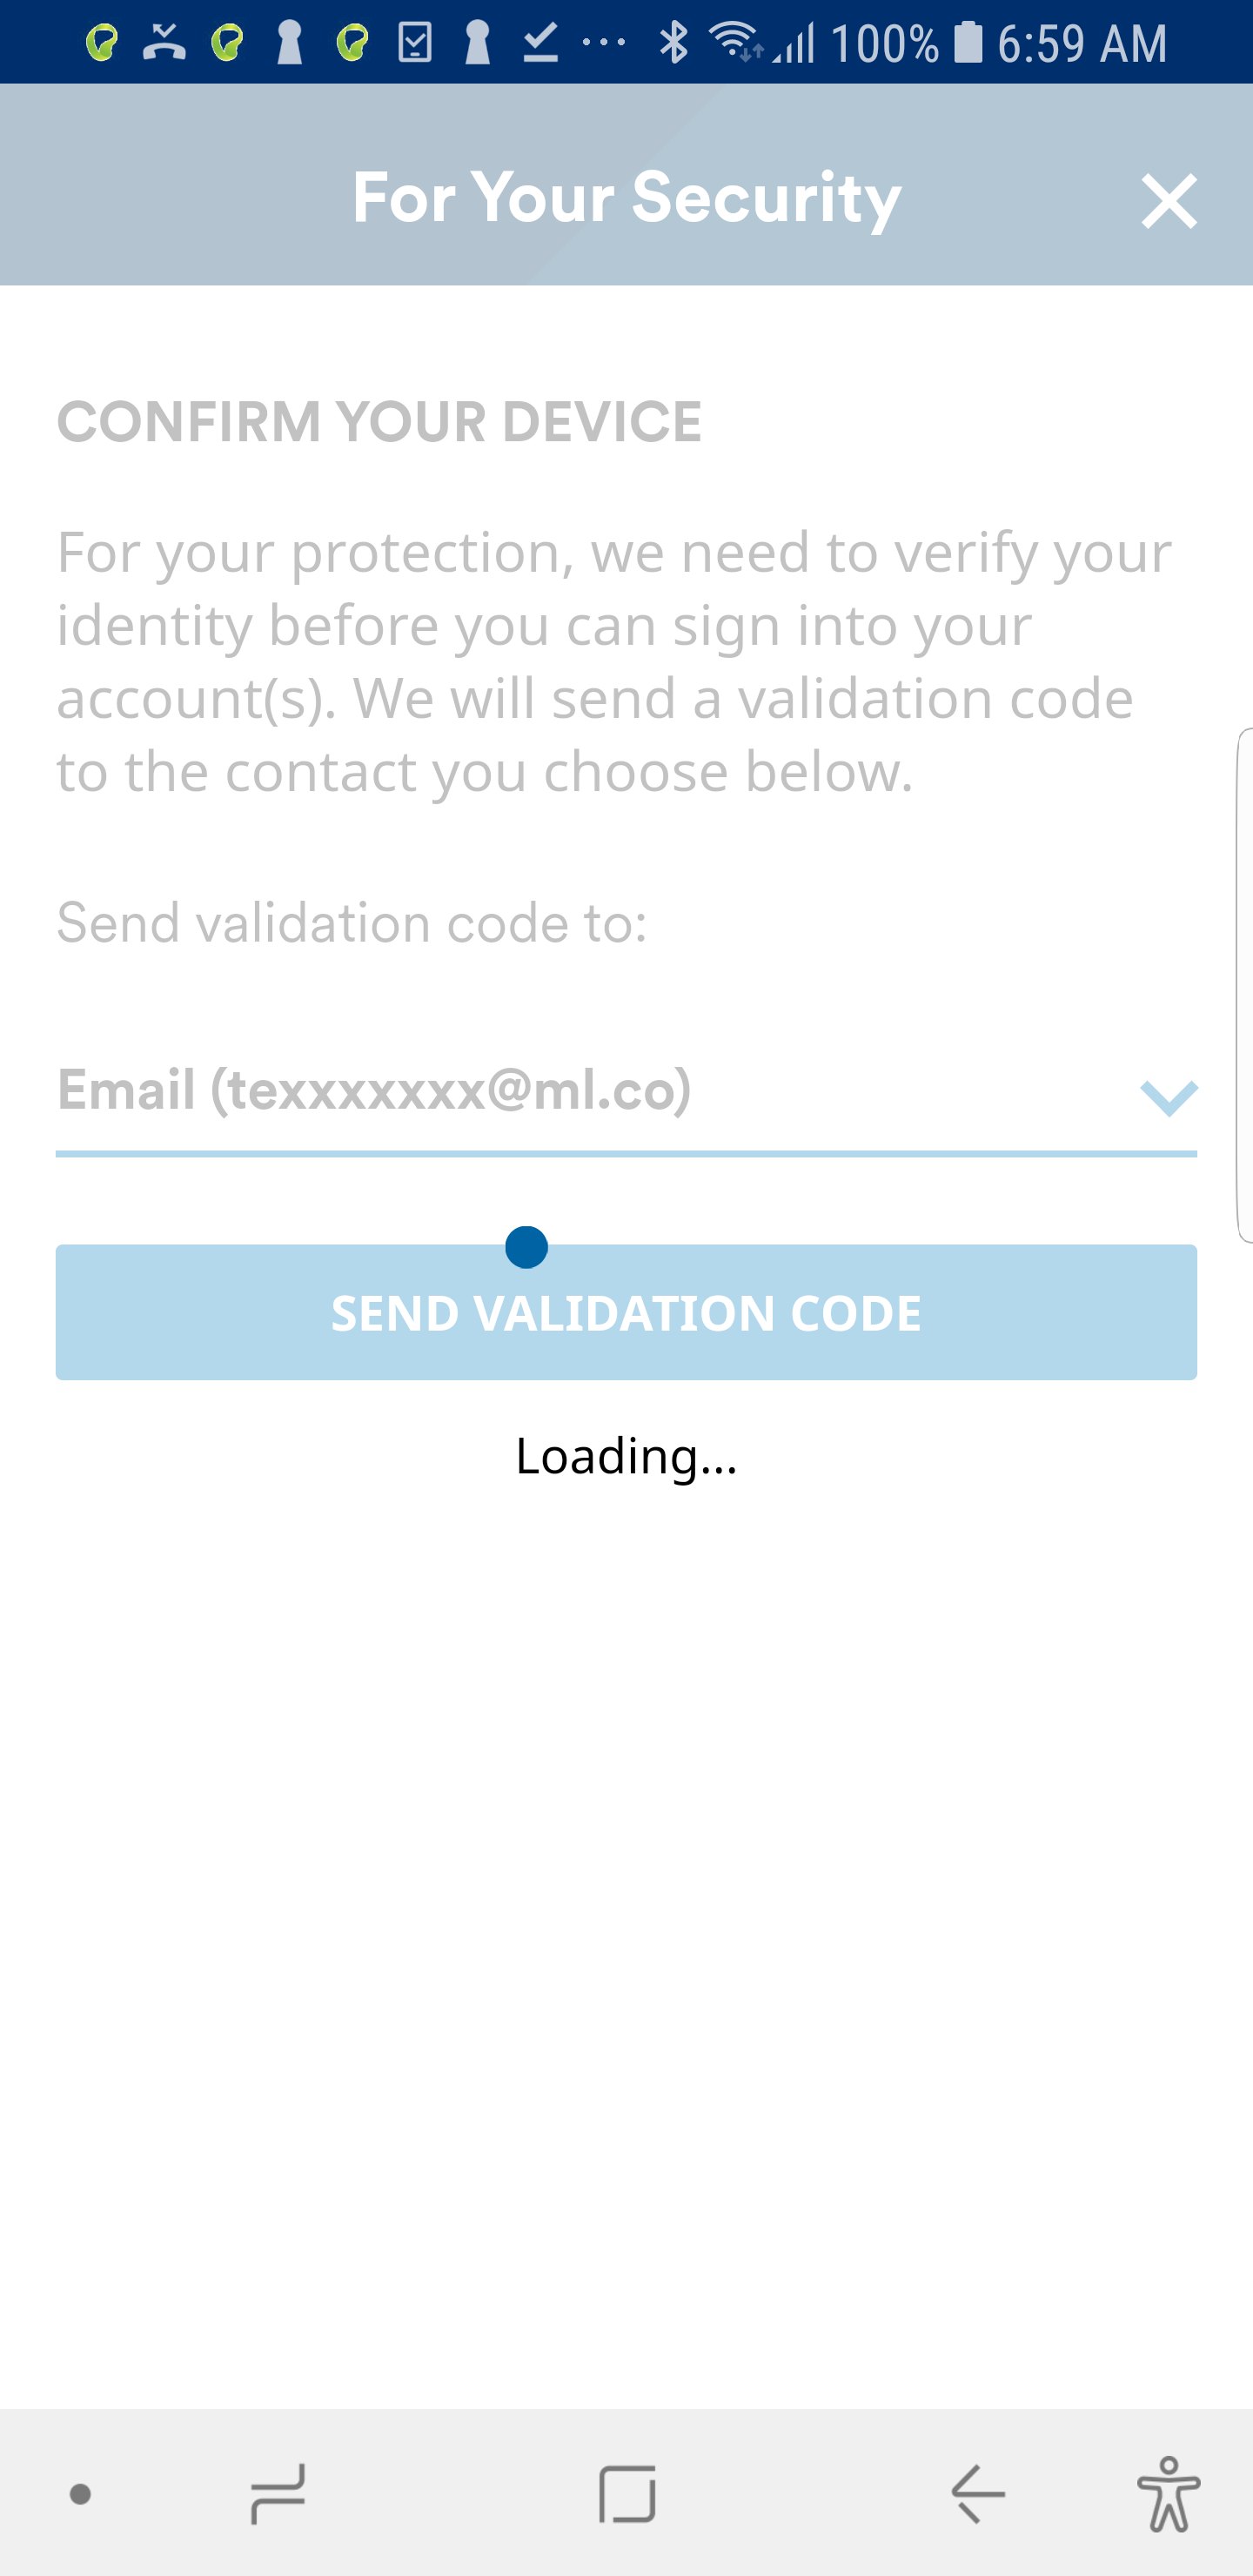 100% 6:59 AM
For Your Security
CONFIRM YOUR DEVICE
For your protection, we need to verify your
identity before you can sign into your
account(s). We will send a validation code
to the contact you choose below.
Send validation code to:
Email (texxxxxxx@ml.co)
SEND VALIDATION CODE
Loading...